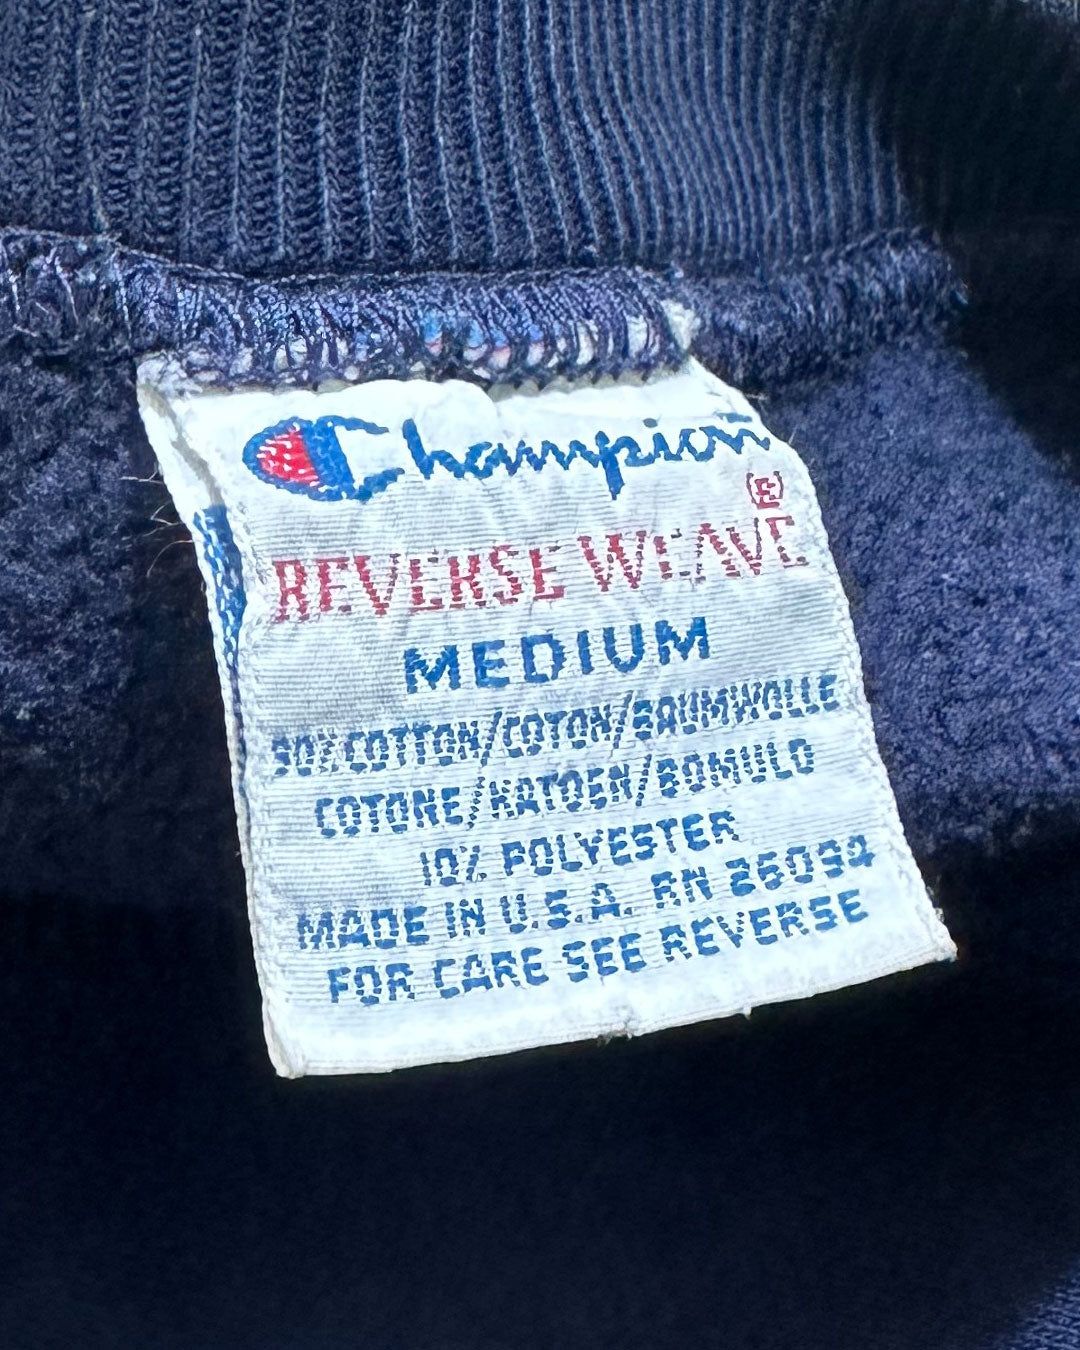 Champion
REVERSE WEAVE ®
MEDIUM
90% COTTON/COTON/BAUMWOLLE
COTONE/KATOEN/BOMULD
10% POLYESTER
MADE IN U.S.A. RN 26094
FOR CARE SEE REVERSE